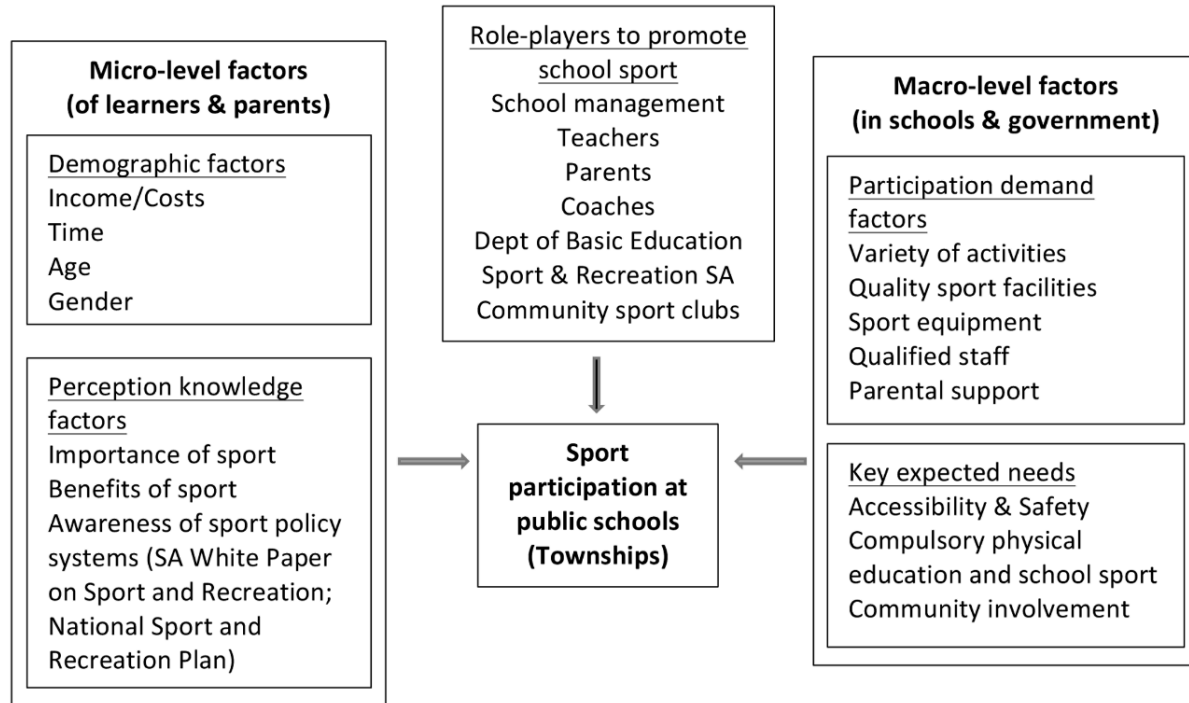 Micro-level factors
(of learners & parents)
Demographic factors
Income/Costs
Time
Age
Gender
Perception knowledge
factors
Importance of sport
Benefits of sport
Awareness of sport policy
systems (SA White Paper
on Sport and Recreation;
National Sport and
Recreation Plan)
Role-players to promote
school sport
School management
Teachers
Parents
Coaches
Dept of Basic Education
Sport & Recreation SA
Community sport clubs
Sport
participation at
public schools
(Townships)
Macro-level factors
(in schools & government)
Participation demand
factors
Variety of activities
Quality sport facilities
Sport equipment
Qualified staff
Parental support
Key expected needs
Accessibility & Safety
Compulsory physical
education and school sport
Community involvement